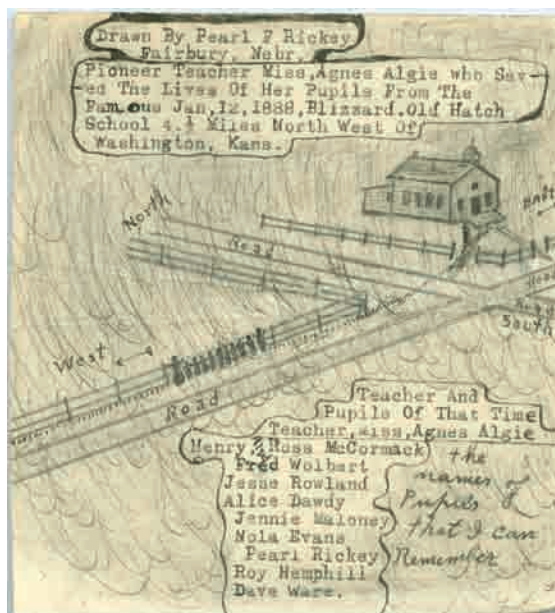 Drawn By Pearl F Rickey
Fairbury, Nebr.
Pioneer Teacher Miss,Agnes Algie who Sav-
ed The Lives Of Her Pupils From The
Famous Jan,12,1888,Blizzard.Old Hatch
School 4.½ Miles North West Of
Washington, Kans.
North
Road
East
Road
Road
South
West
Road
Teacher And
Pupils Of That Time
Teacher,Miss,Agnes Algie
Henry, Ross McCormack
Fred Wolbert
Jesse Rowland
Alice Dawdy
Jennie Maloney
Nola Evans
Pearl Rickey
Roy Hemphill
Dave Ware.
the
names of
Pupils
that I can
Remember